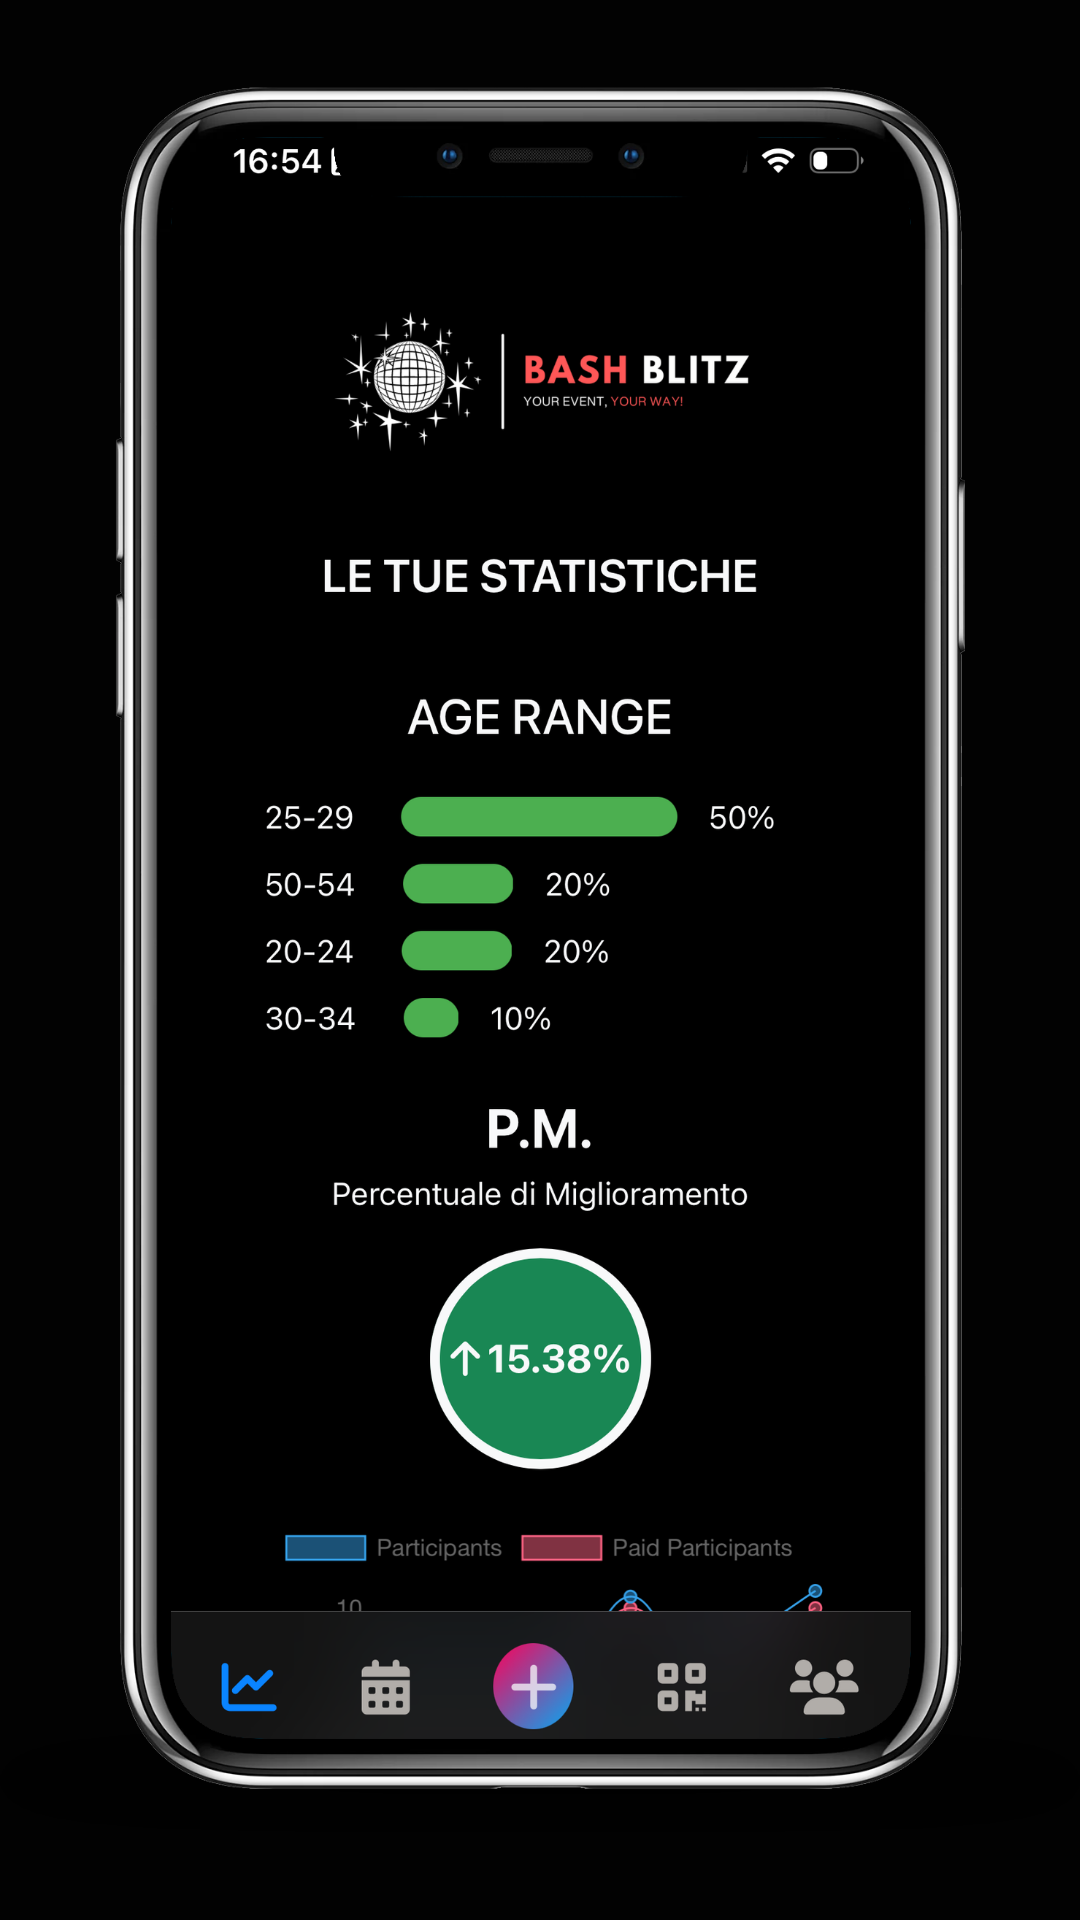 16:54
BASH BLITZ
YOUR EVENT, YOUR WAY!
LE TUE STATISTICHE
AGE RANGE
25-29 50%
50-54 20%
20-24 20%
30-34 10%
P.M.
Percentuale di Miglioramento
↑15.38%
Participants Paid Participants
10